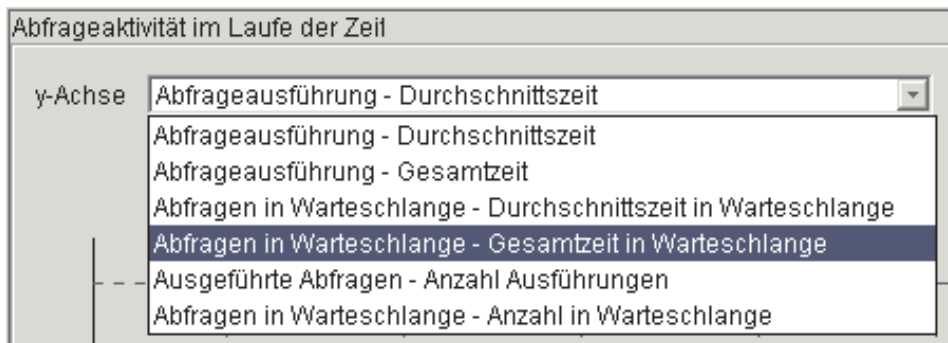 Abfrageaktivität im Laufe der Zeit
y-Achse Abfrageausführung - Durchschnittszeit
Abfrageausführung - Durchschnittszeit
Abfrageausführung - Gesamtzeit
Abfragen in Warteschlange - Durchschnittszeit in Warteschlange
Abfragen in Warteschlange - Gesamtzeit in Warteschlange
Ausgeführte Abfragen - Anzahl Ausführungen
Abfragen in Warteschlange - Anzahl in Warteschlange